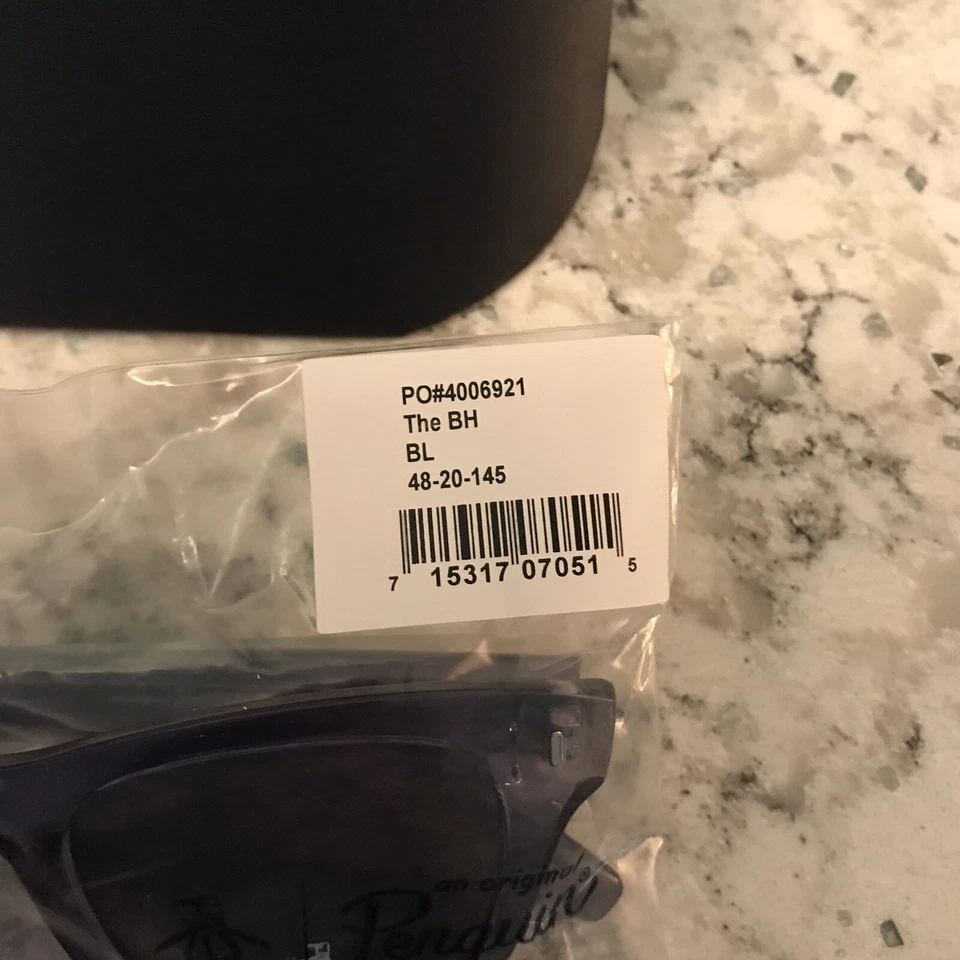 PO#4006921
The BH
BL
48-20-145
7 15317 07051 5
an original
Penguin®